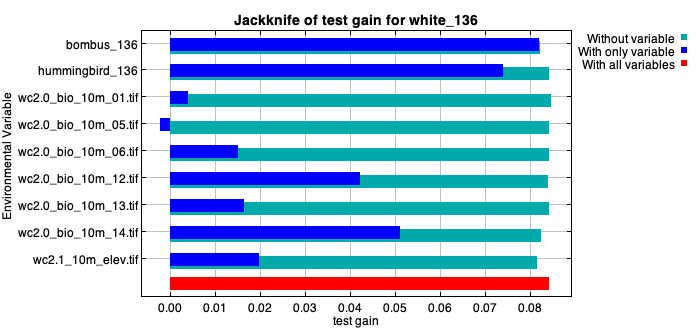 Jackknife of test gain for white_136
Without variable
With only variable
With all variables
Environmental Variable
bombus_136
hummingbird_136
wc2.0_bio_10m_01.tif
wc2.0_bio_10m_05.tif
wc2.0_bio_10m_06.tif
wc2.0_bio_10m_12.tif
wc2.0_bio_10m_13.tif
wc2.0_bio_10m_14.tif
wc2.1_10m_elev.tif
0.00 0.01 0.02 0.03 0.04 0.05 0.06 0.07 0.08
test gain